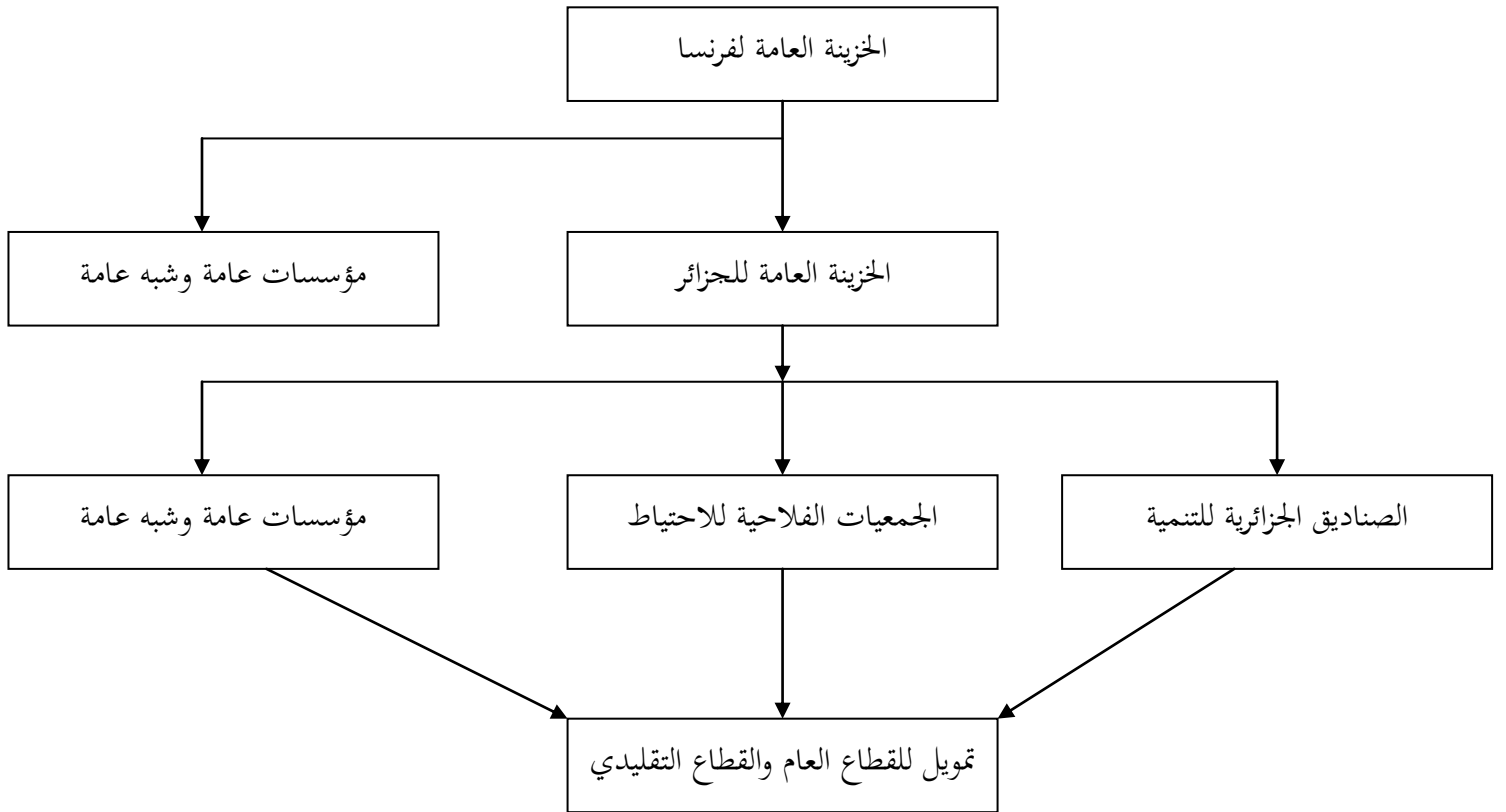 الخزينة العامة لفرنسا
الخزينة العامة للجزائر
مؤسسات عامة وشبه عامة
الصناديق الجزائرية للتنمية
الجمعيات الفلاحية للاحتياط
مؤسسات عامة وشبه عامة
تمويل للقطاع العام والقطاع التقليدي